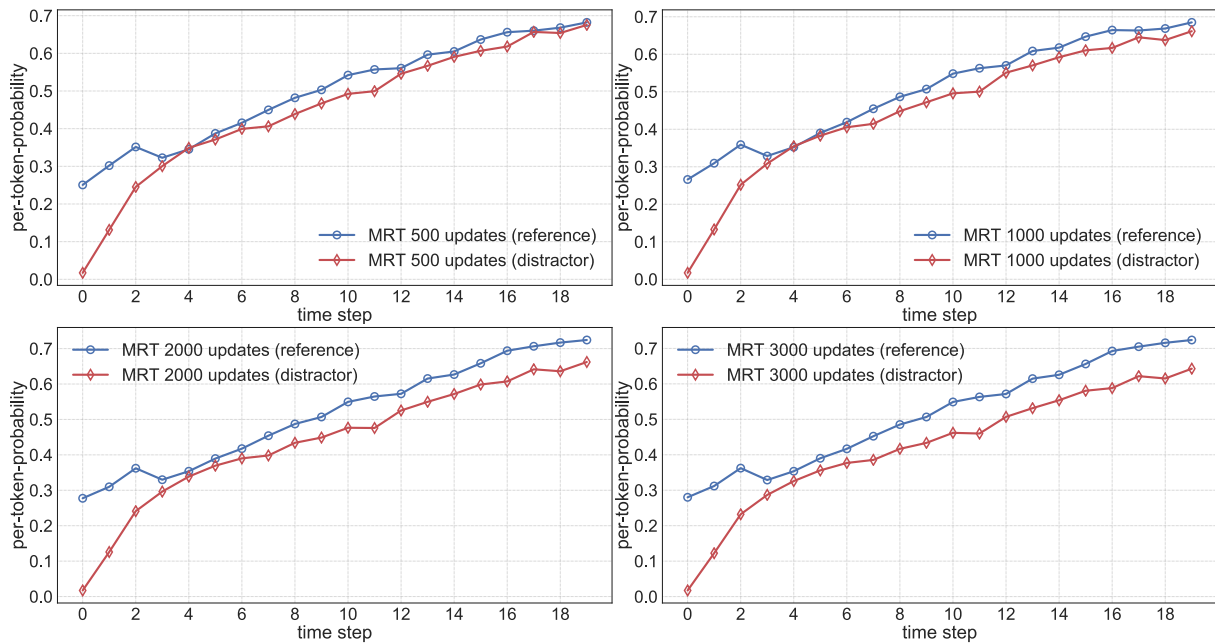 0.7
0.6
0.5
0.4
0.3
0.2
0.1
0.0
per-token-probability
MRT 500 updates (reference)
MRT 500 updates (distractor)
0 2 4 6 8 10 12 14 16 18
time step
0.7
0.6
0.5
0.4
0.3
0.2
0.1
0.0
per-token-probability
MRT 1000 updates (reference)
MRT 1000 updates (distractor)
0 2 4 6 8 10 12 14 16 18
time step
0.7
0.6
0.5
0.4
0.3
0.2
0.1
0.0
per-token-probability
MRT 2000 updates (reference)
MRT 2000 updates (distractor)
0 2 4 6 8 10 12 14 16 18
time step
0.7
0.6
0.5
0.4
0.3
0.2
0.1
0.0
per-token-probability
MRT 3000 updates (reference)
MRT 3000 updates (distractor)
0 2 4 6 8 10 12 14 16 18
time step